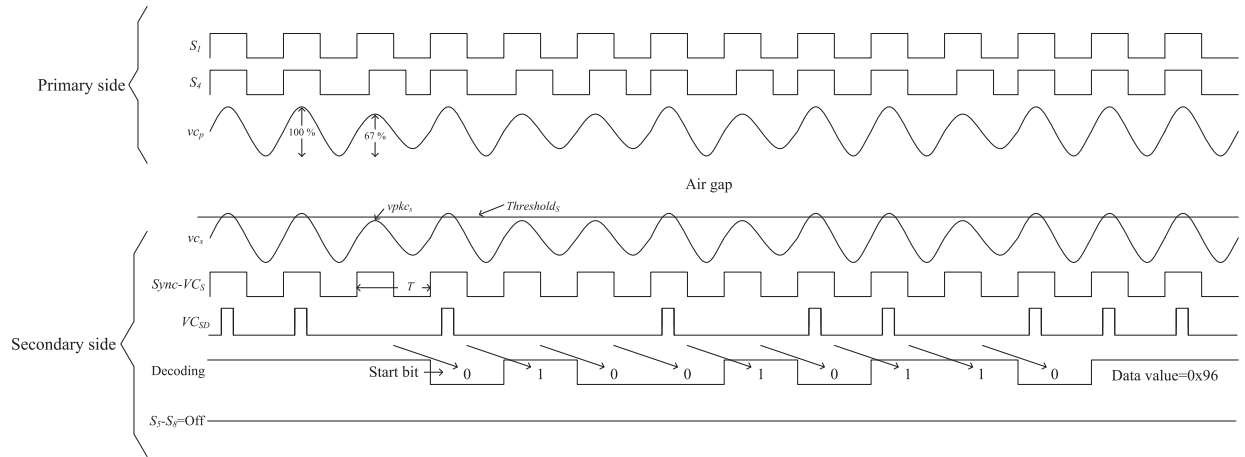 Primary side
S1
S4
vcp
100 %
67 %
Air gap
vpkcs
ThresholdS
vcs
Sync-VCS
T
VCSD
Secondary side
Decoding
Start bit
0 1 0 0 1 0 1 1 0
Data value=0x96
S5-S8=Off